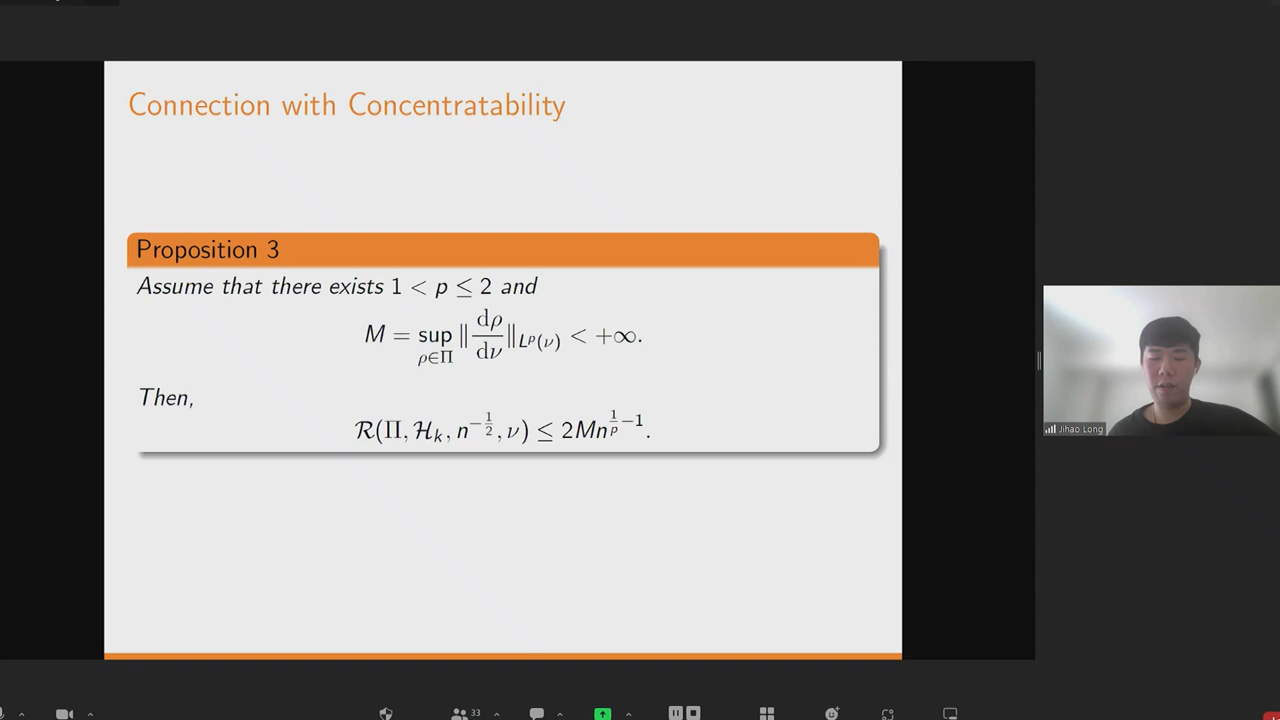 Connection with Concentratability
Proposition 3
Assume that there exists 1 < p ≤ 2 and
M = sup_{ρ∈Π} ‖dρ/dν‖_{L^p(ν)} < +∞.
Then,
R(Π, H_k, n^{-1/2}, ν) ≤ 2Mn^{1/p - 1}.
Jihao Long
33